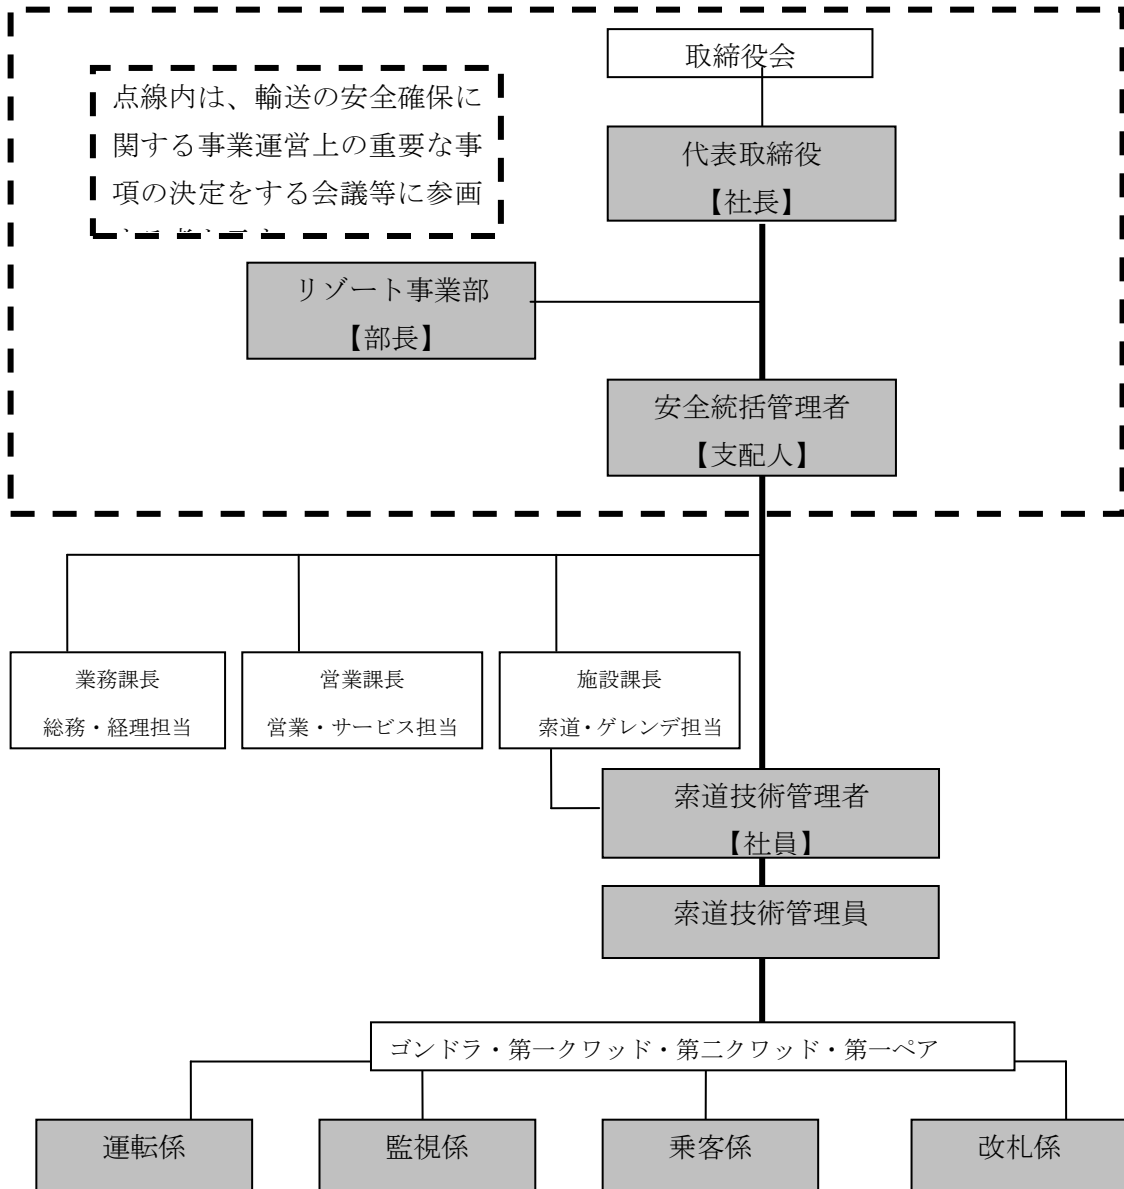 取締役会
点線内は、輸送の安全確保に
関する事業運営上の重要な事
項の決定をする会議等に参画
代表取締役
【社長】
リゾート事業部
【部長】
安全統括管理者
【支配人】
業務課長
総務・経理担当
営業課長
営業・サービス担当
施設課長
索道・ゲレンデ担当
索道技術管理者
【社員】
索道技術管理員
ゴンドラ・第一クワッド・第二クワッド・第一ペア
運転係
監視係
乗客係
改札係